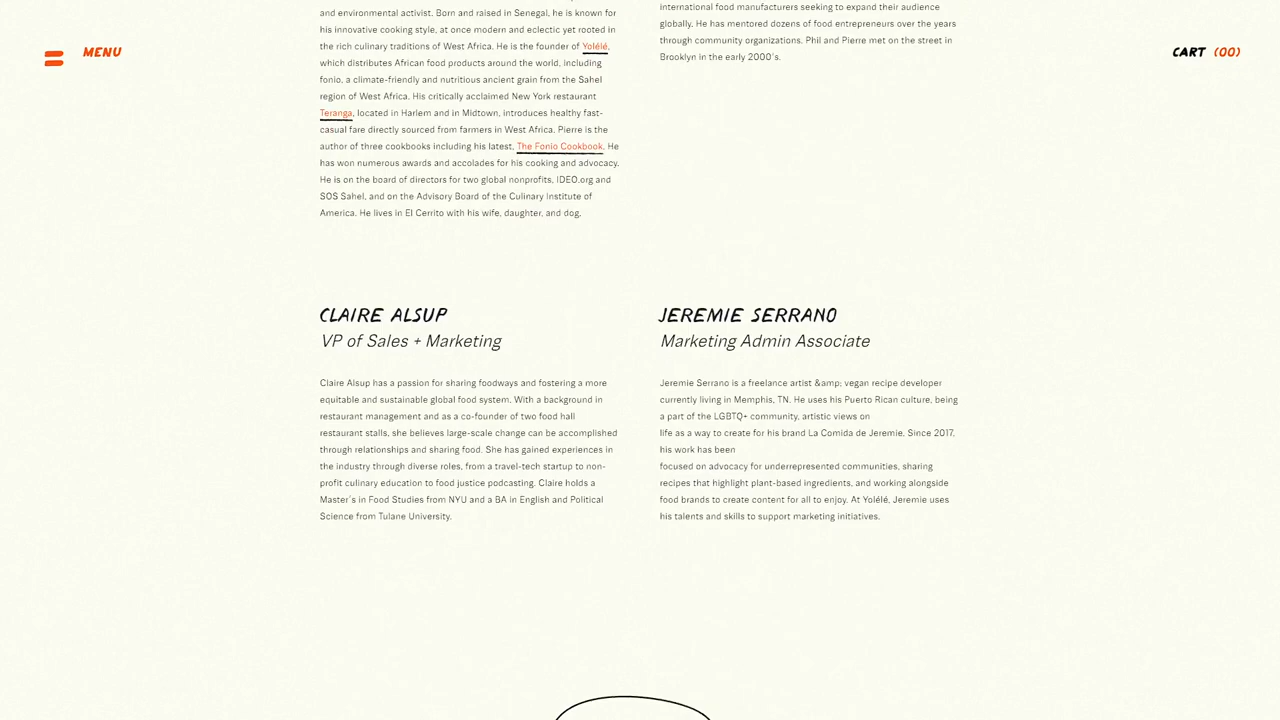 MENU
CART (00)
and environmental activist. Born and raised in Senegal, he is known for
his innovative cooking style, at once modern and eclectic yet rooted in
the rich culinary traditions of West Africa. He is the founder of Yolélé,
which distributes African food products around the world, including
fonio, a climate-friendly and nutritious ancient grain from the Sahel
region of West Africa. His critically acclaimed New York restaurant
Teranga, located in Harlem and in Midtown, introduces healthy fast-
casual fare directly sourced from farmers in West Africa. Pierre is the
author of three cookbooks including his latest, The Fonio Cookbook. He
has won numerous awards and accolades for his cooking and advocacy.
He is on the board of directors for two global nonprofits, IDEO.org and
SOS Sahel, and on the Advisory Board of the Culinary Institute of
America. He lives in El Cerrito with his wife, daughter, and dog.
international food manufacturers seeking to expand their audience
globally. He has mentored dozens of food entrepreneurs over the years
through community organizations. Phil and Pierre met on the street in
Brooklyn in the early 2000's.
CLAIRE ALSUP
VP of Sales + Marketing
Claire Alsup has a passion for sharing foodways and fostering a more
equitable and sustainable global food system. With a background in
restaurant management and as a co-founder of two food hall
restaurant stalls, she believes large-scale change can be accomplished
through relationships and sharing food. She has gained experiences in
the industry through diverse roles, from a travel-tech startup to non-
profit culinary education to food justice podcasting. Claire holds a
Master's in Food Studies from NYU and a BA in English and Political
Science from Tulane University.
JEREMIE SERRANO
Marketing Admin Associate
Jeremie Serrano is a freelance artist &amp; vegan recipe developer
currently living in Memphis, TN. He uses his Puerto Rican culture, being
a part of the LGBTQ+ community, artistic views on
life as a way to create for his brand La Comida de Jeremie. Since 2017,
his work has been
focused on advocacy for underrepresented communities, sharing
recipes that highlight plant-based ingredients, and working alongside
food brands to create content for all to enjoy. At Yolélé, Jeremie uses
his talents and skills to support marketing initiatives.